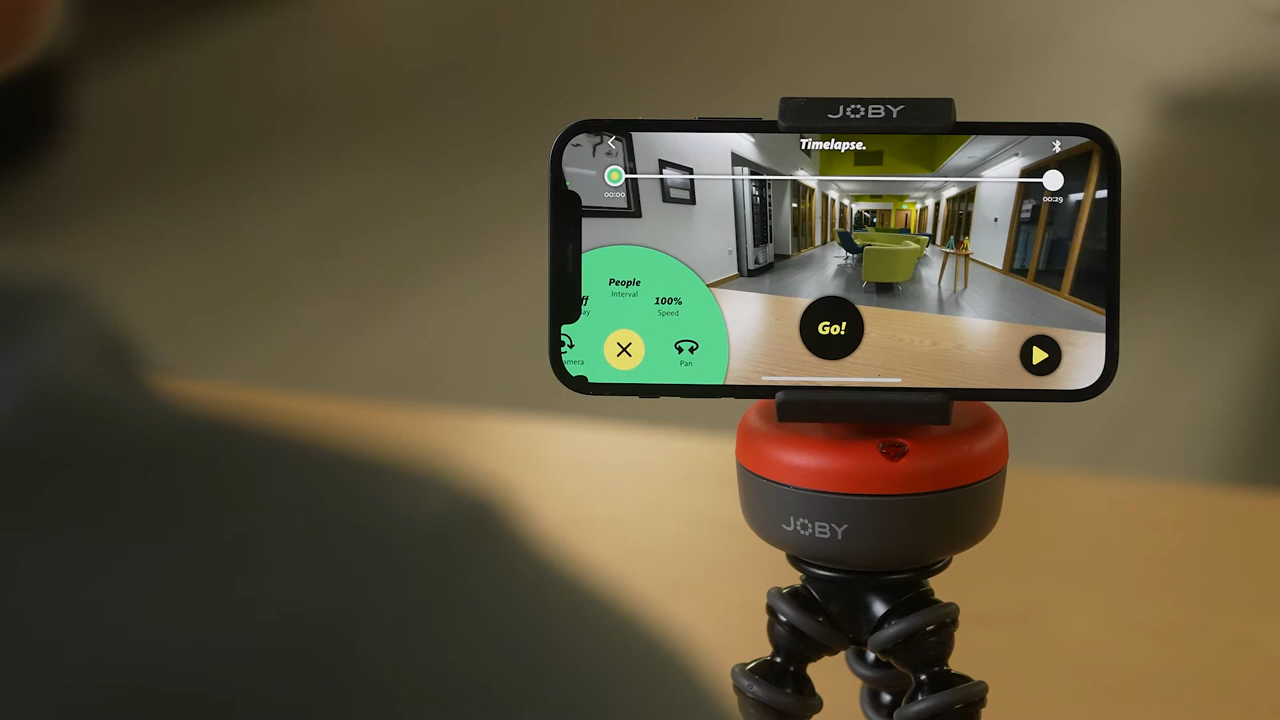 JOBY
Timelapse.
00:00
00:29
People
Interval
100%
Speed
Pan
Go!
JOBY